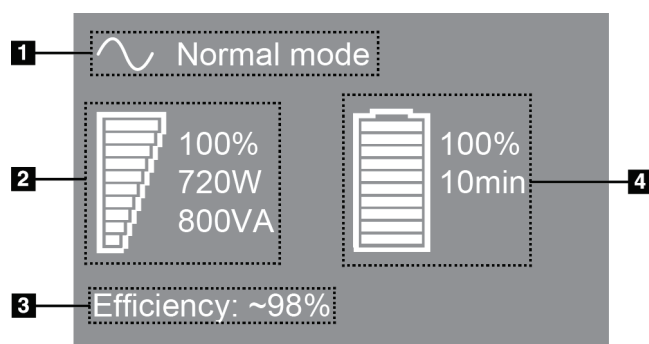 1
Normal mode
2
100%
720W
800VA
4
100%
10min
3
Efficiency: ~98%